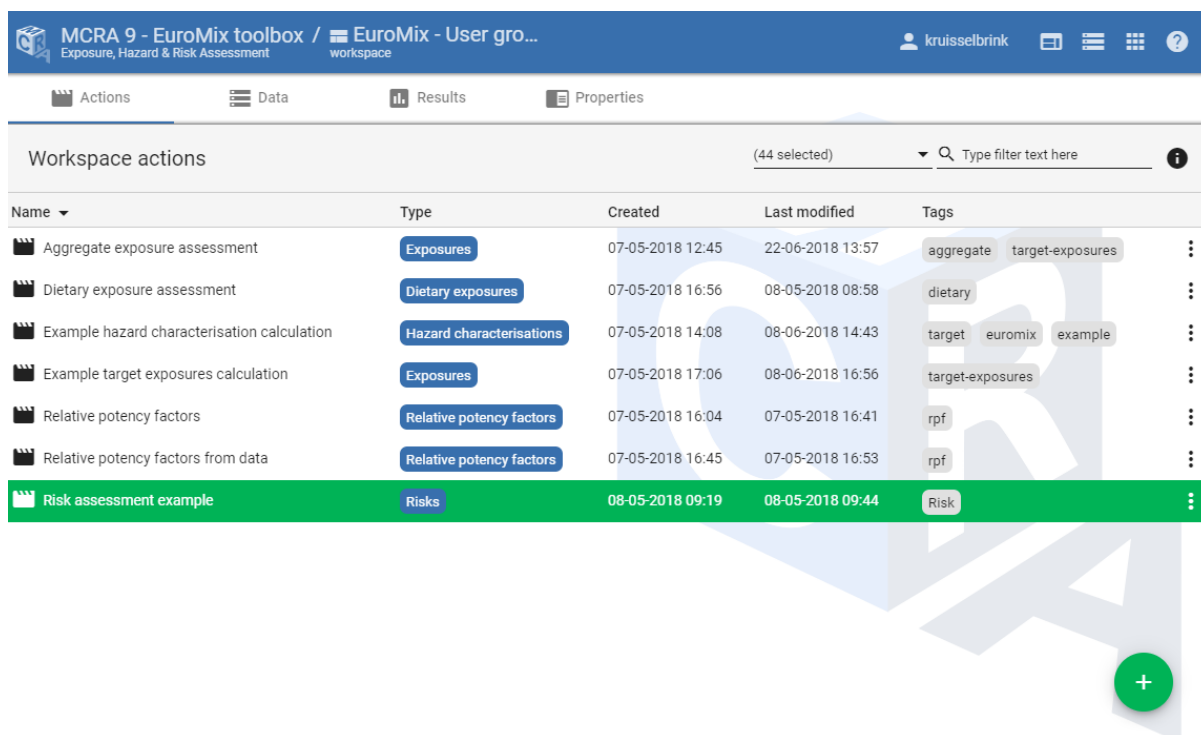 MCRA 9 - EuroMix toolbox / EuroMix - User gro...
Exposure, Hazard & Risk Assessment workspace
kruisselbrink
Actions Data Results Properties
Workspace actions (44 selected) Type filter text here
Name Type Created Last modified Tags
Aggregate exposure assessment Exposures 07-05-2018 12:45 22-06-2018 13:57 aggregate target-exposures
Dietary exposure assessment Dietary exposures 07-05-2018 16:56 08-05-2018 08:58 dietary
Example hazard characterisation calculation Hazard characterisations 07-05-2018 14:08 08-06-2018 14:43 target euromix example
Example target exposures calculation Exposures 07-05-2018 17:06 08-06-2018 16:56 target-exposures
Relative potency factors Relative potency factors 07-05-2018 16:04 07-05-2018 16:41 rpf
Relative potency factors from data Relative potency factors 07-05-2018 16:45 07-05-2018 16:53 rpf
Risk assessment example Risks 08-05-2018 09:19 08-05-2018 09:44 Risk